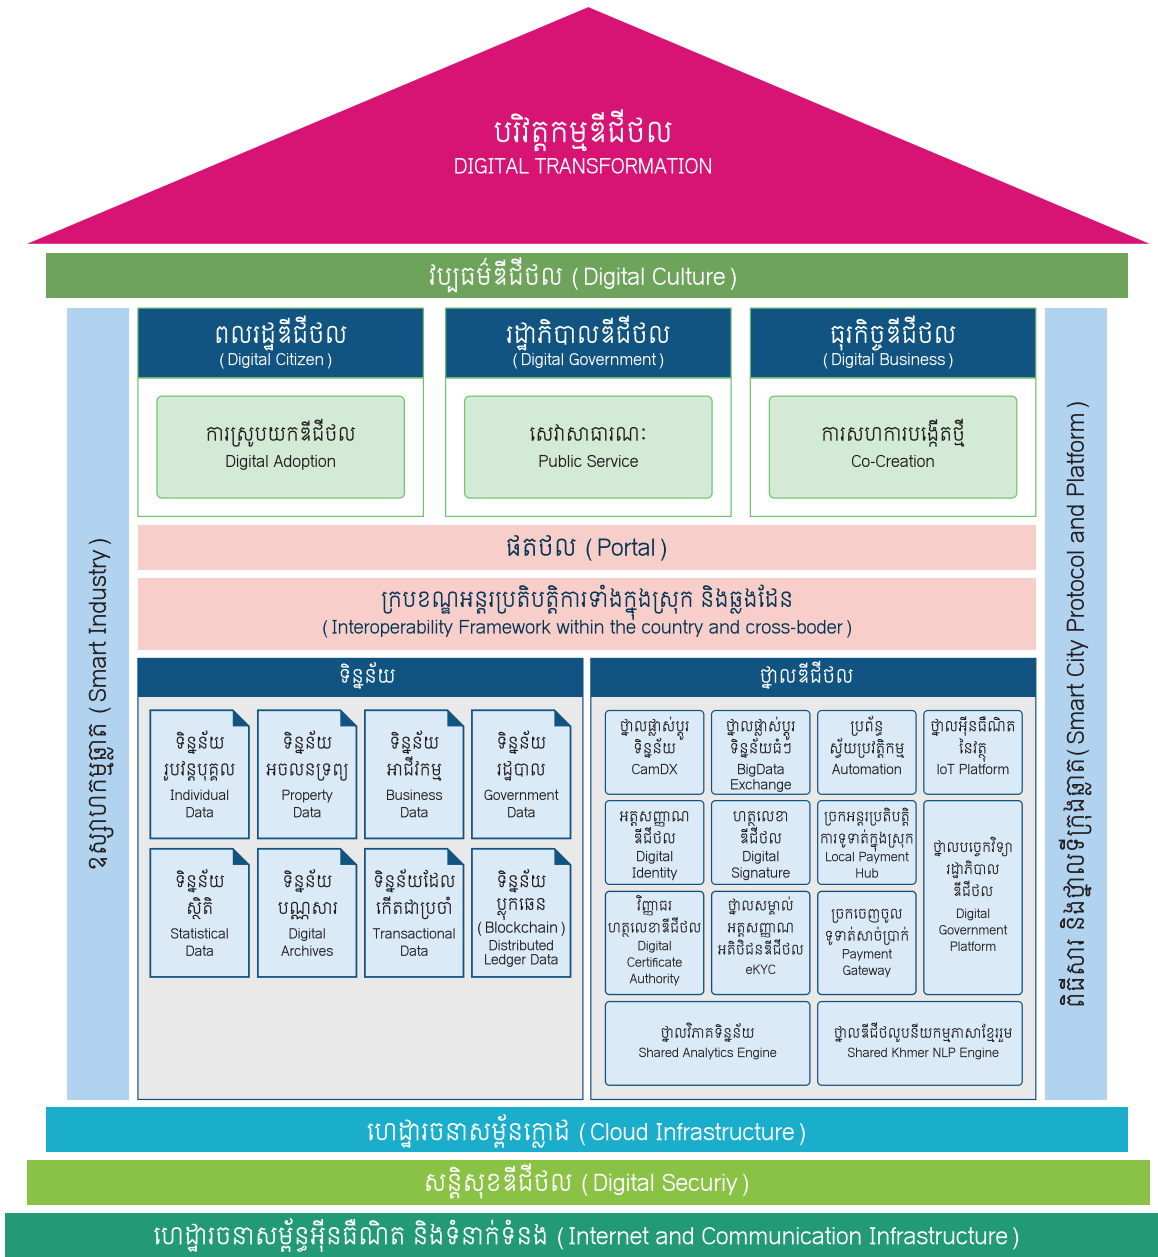 បរិវត្តកម្មឌីជីថល
DIGITAL TRANSFORMATION
វប្បធម៌ឌីជីថល (Digital Culture)
ពលរដ្ឋឌីជីថល
(Digital Citizen)
ការស្រូបយកឌីជីថល
Digital Adoption
រដ្ឋាភិបាលឌីជីថល
(Digital Government)
សេវាសាធារណៈ
Public Service
ធុរកិច្ចឌីជីថល
(Digital Business)
ការសហការបង្កើតថ្មី
Co-Creation
ឧស្សាហកម្មឆ្លាត (Smart Industry)
ពិធីសារ និងថ្នាលទីក្រុងឆ្លាត(Smart City Protocol and Platform)
ផតថល (Portal)
ក្របខណ្ឌអន្តរប្រតិបត្តិការទាំងក្នុងស្រុក និងឆ្លងដែន
(Interoperability Framework within the country and cross-boder)
ទិន្នន័យ
ទិន្នន័យ
រូបវន្តបុគ្គល
Individual
Data
ទិន្នន័យ
អចលនទ្រព្យ
Property
Data
ទិន្នន័យ
អាជីវកម្ម
Business
Data
ទិន្នន័យ
រដ្ឋបាល
Government
Data
ទិន្នន័យ
ស្ថិតិ
Statistical
Data
ទិន្នន័យ
បណ្ណសារ
Digital
Archives
ទិន្នន័យដែល
កើតជាប្រចាំ
Transactional
Data
ទិន្នន័យ
ប្លុកឆេន
(Blockchain)
Distributed
Ledger Data
ថ្នាលឌីជីថល
ថ្នាលផ្លាស់ប្តូរ
ទិន្នន័យ
CamDX
ថ្នាលផ្លាស់ប្តូរ
ទិន្នន័យធំៗ
BigData
Exchange
ប្រព័ន្ធ
ស្វ័យប្រវត្តិកម្ម
Automation
ថ្នាលអ៊ីនធឺណិត
នៃវត្ថុ
IoT Platform
អត្តសញ្ញាណ
ឌីជីថល
Digital
Identity
ហត្ថលេខា
ឌីជីថល
Digital
Signature
ច្រកអន្តរប្រតិបត្តិ
ការទូទាត់ក្នុងស្រុក
Local Payment
Hub
ថ្នាលបច្ចេកវិទ្យា
រដ្ឋាភិបាល
ឌីជីថល
Digital
Government
Platform
វិញ្ញាធរ
ហត្ថលេខាឌីជីថល
Digital
Certificate
Authority
ថ្នាលសម្គាល់
អត្តសញ្ញាណ
អតិថិជនឌីជីថល
eKYC
ច្រកចេញចូល
ទូទាត់សាច់ប្រាក់
Payment
Gateway
ថ្នាលវិភាគទិន្នន័យ
Shared Analytics Engine
ថ្នាលឌីជីថលូបនីយកម្មភាសាខ្មែររួម
Shared Khmer NLP Engine
ហេដ្ឋារចនាសម្ព័នក្លោដ (Cloud Infrastructure)
សន្តិសុខឌីជីថល (Digital Securiy)
ហេដ្ឋារចនាសម្ព័ន្ធអ៊ីនធឺណិត និងទំនាក់ទំនង (Internet and Communication Infrastructure)